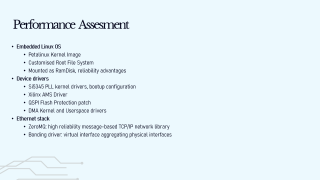 Performance Assesment
• Embedded Linux OS
• Petalinux Kernel Image
• Customised Root File System
• Mounted as RamDisk, reliability advantages
• Device drivers
• Si5345 PLL kernel drivers, bootup configuration
• Xilinx AMS Driver
• QSPI Flash Protection patch
• DMA Kernel and Userspace drivers
• Ethernet stack
• ZeroMQ: high reliability message-based TCP/IP network library
• Bonding driver: virtual interface aggregating physical interfaces